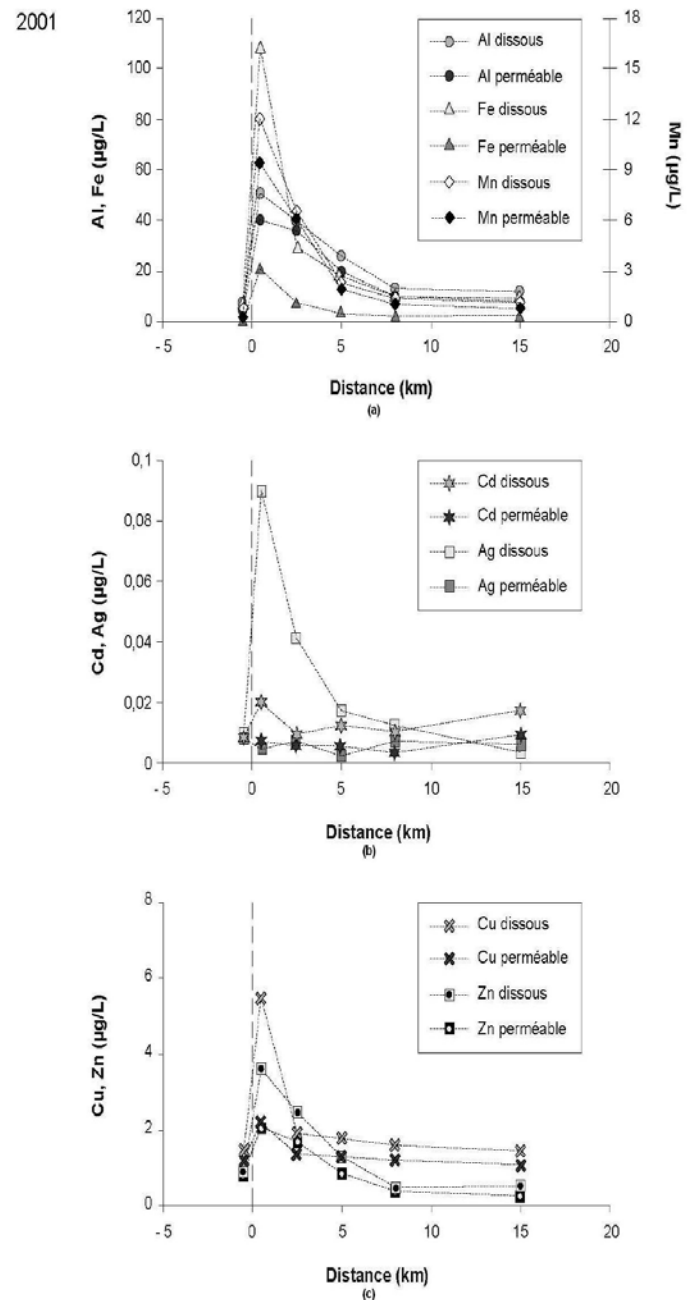 2001
120
100
80
60
40
20
0
Al, Fe (µg/L)
18
15
12
9
6
3
0
Mn (µg/L)
Al dissous
Al perméable
Fe dissous
Fe perméable
Mn dissous
Mn perméable
- 5 0 5 10 15 20
Distance (km)
(a)
0,1
0,08
0,06
0,04
0,02
0
Cd, Ag (µg/L)
Cd dissous
Cd perméable
Ag dissous
Ag perméable
- 5 0 5 10 15 20
Distance (km)
(b)
8
6
4
2
0
Cu, Zn (µg/L)
Cu dissous
Cu perméable
Zn dissous
Zn perméable
-5 0 5 10 15 20
Distance (km)
(c)